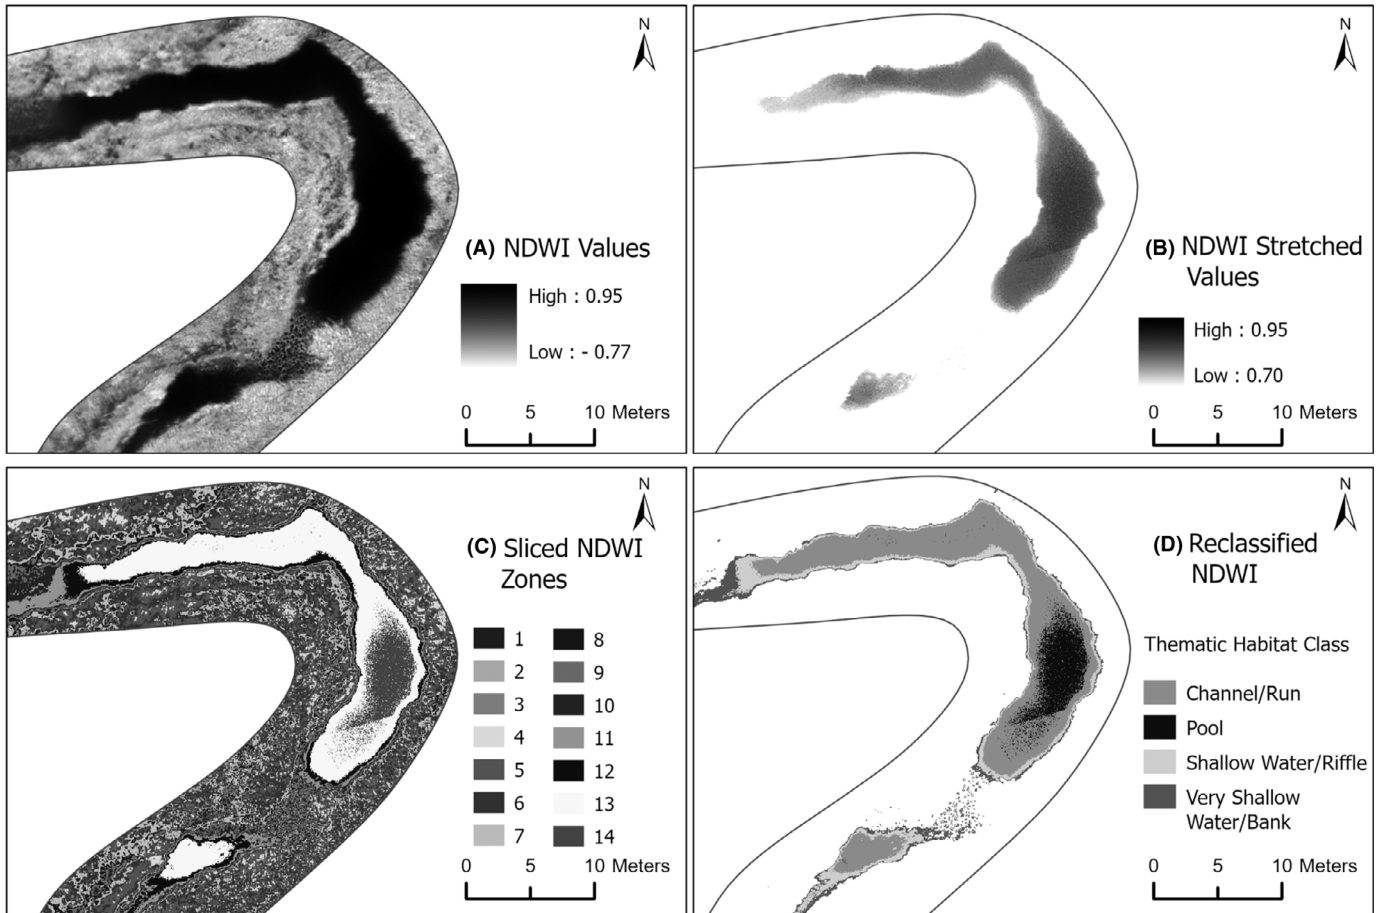 N
(A) NDWI Values
High : 0.95
Low : - 0.77
0 5 10 Meters
N
(B) NDWI Stretched
Values
High : 0.95
Low : 0.70
0 5 10 Meters
N
(C) Sliced NDWI
Zones
1 8
2 9
3 10
4 11
5 12
6 13
7 14
0 5 10 Meters
N
(D) Reclassified
NDWI
Thematic Habitat Class
Channel/Run
Pool
Shallow Water/Riffle
Very Shallow
Water/Bank
0 5 10 Meters